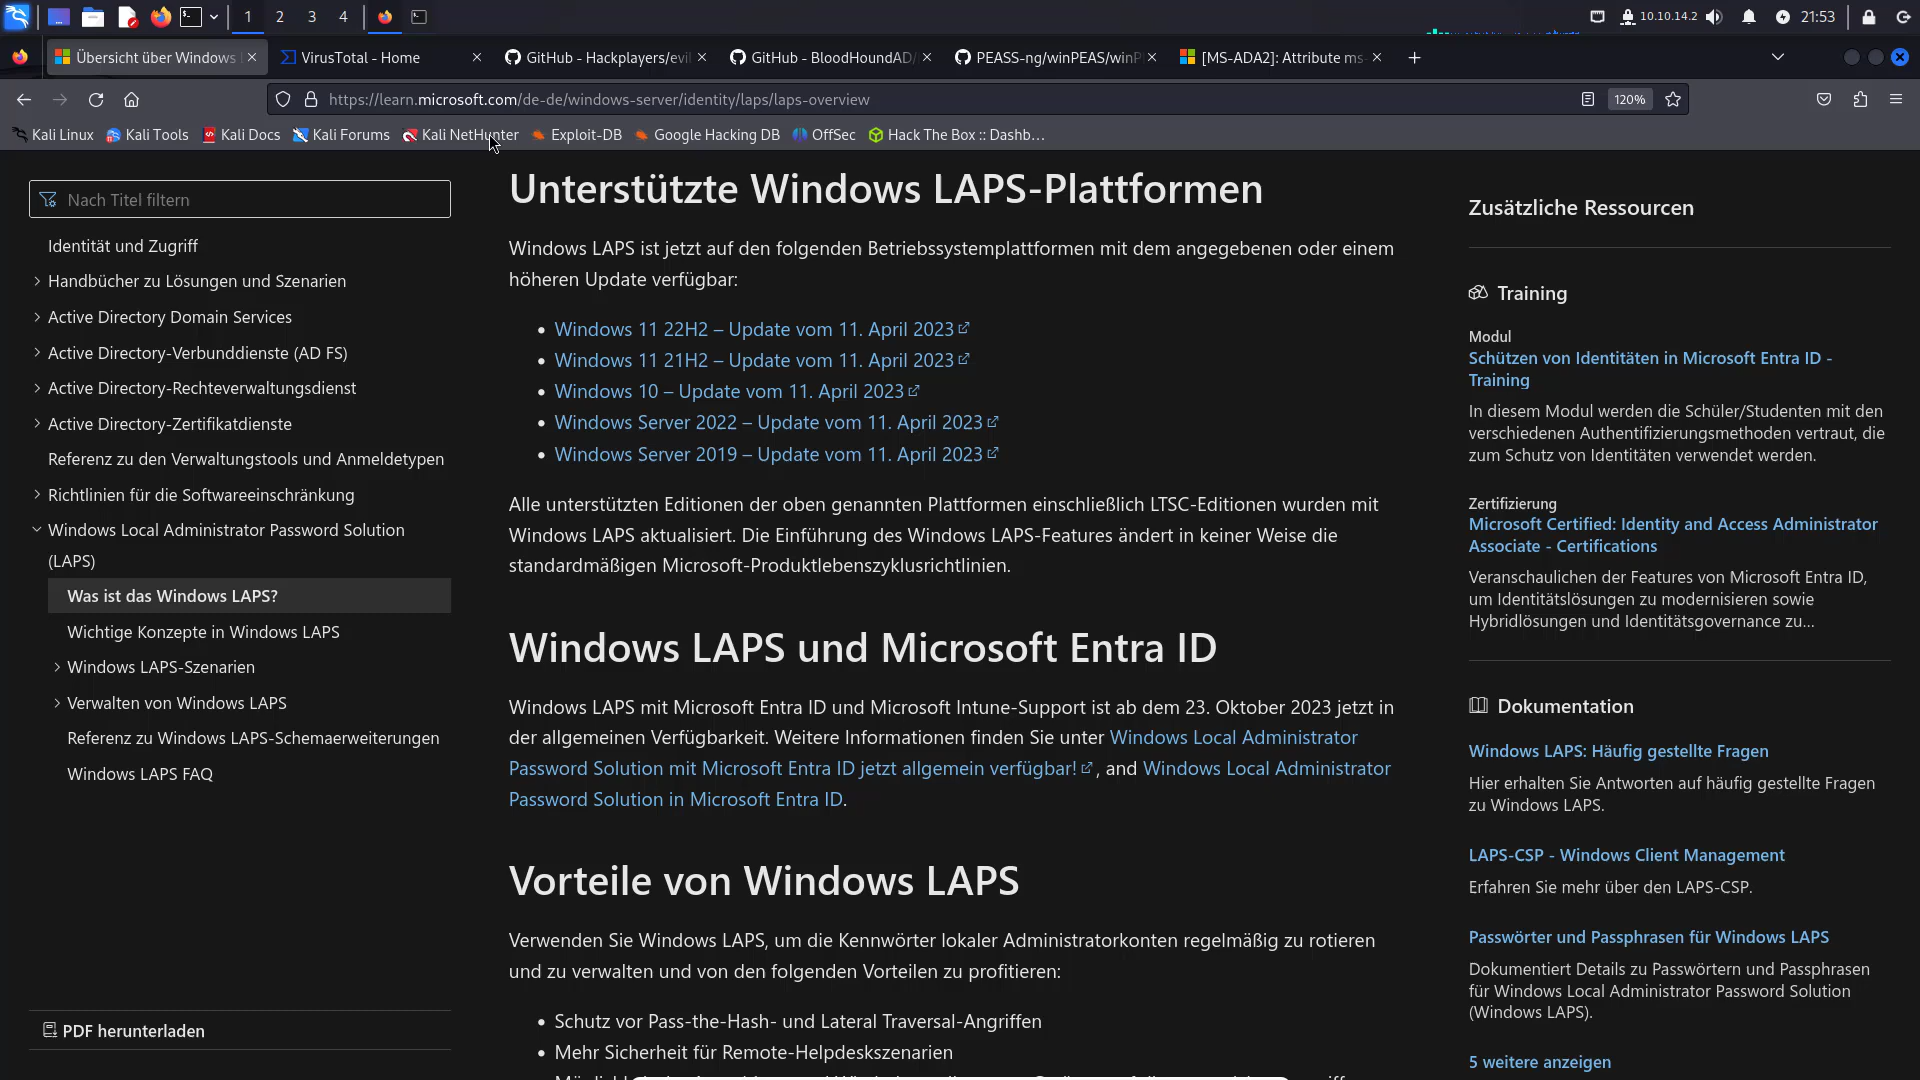 1 2 3 4
10.10.14.2
21:53
Übersicht über Windows
VirusTotal - Home
GitHub - Hackplayers/evil
GitHub - BloodHoundAD/
PEASS-ng/winPEAS/winP
[MS-ADA2]: Attribute ms-
https://learn.microsoft.com/de-de/windows-server/identity/laps/laps-overview
120%
Kali Linux
Kali Tools
Kali Docs
Kali Forums
Kali NetHunter
Exploit-DB
Google Hacking DB
OffSec
Hack The Box :: Dashb…
Nach Titel filtern
Identität und Zugriff
Handbücher zu Lösungen und Szenarien
Active Directory Domain Services
Active Directory-Verbunddienste (AD FS)
Active Directory-Rechteverwaltungsdienst
Active Directory-Zertifikatdienste
Referenz zu den Verwaltungstools und Anmeldetypen
Richtlinien für die Softwareeinschränkung
Windows Local Administrator Password Solution
(LAPS)
Was ist das Windows LAPS?
Wichtige Konzepte in Windows LAPS
Windows LAPS-Szenarien
Verwalten von Windows LAPS
Referenz zu Windows LAPS-Schemaerweiterungen
Windows LAPS FAQ
PDF herunterladen
Unterstützte Windows LAPS-Plattformen
Windows LAPS ist jetzt auf den folgenden Betriebssystemplattformen mit dem angegebenen oder einem
höheren Update verfügbar:
Windows 11 22H2 – Update vom 11. April 2023
Windows 11 21H2 – Update vom 11. April 2023
Windows 10 – Update vom 11. April 2023
Windows Server 2022 – Update vom 11. April 2023
Windows Server 2019 – Update vom 11. April 2023
Alle unterstützten Editionen der oben genannten Plattformen einschließlich LTSC-Editionen wurden mit
Windows LAPS aktualisiert. Die Einführung des Windows LAPS-Features ändert in keiner Weise die
standardmäßigen Microsoft-Produktlebenszyklusrichtlinien.
Windows LAPS und Microsoft Entra ID
Windows LAPS mit Microsoft Entra ID und Microsoft Intune-Support ist ab dem 23. Oktober 2023 jetzt in
der allgemeinen Verfügbarkeit. Weitere Informationen finden Sie unter Windows Local Administrator
Password Solution mit Microsoft Entra ID jetzt allgemein verfügbar! , and Windows Local Administrator
Password Solution in Microsoft Entra ID.
Vorteile von Windows LAPS
Verwenden Sie Windows LAPS, um die Kennwörter lokaler Administratorkonten regelmäßig zu rotieren
und zu verwalten und von den folgenden Vorteilen zu profitieren:
Schutz vor Pass-the-Hash- und Lateral Traversal-Angriffen
Mehr Sicherheit für Remote-Helpdeskszenarien
Zusätzliche Ressourcen
Training
Modul
Schützen von Identitäten in Microsoft Entra ID -
Training
In diesem Modul werden die Schüler/Studenten mit den
verschiedenen Authentifizierungsmethoden vertraut, die
zum Schutz von Identitäten verwendet werden.
Zertifizierung
Microsoft Certified: Identity and Access Administrator
Associate - Certifications
Veranschaulichen der Features von Microsoft Entra ID,
um Identitätslösungen zu modernisieren sowie
Hybridlösungen und Identitätsgovernance zu...
Dokumentation
Windows LAPS: Häufig gestellte Fragen
Hier erhalten Sie Antworten auf häufig gestellte Fragen
zu Windows LAPS.
LAPS-CSP - Windows Client Management
Erfahren Sie mehr über den LAPS-CSP.
Passwörter und Passphrasen für Windows LAPS
Dokumentiert Details zu Passwörtern und Passphrasen
für Windows Local Administrator Password Solution
(Windows LAPS).
5 weitere anzeigen